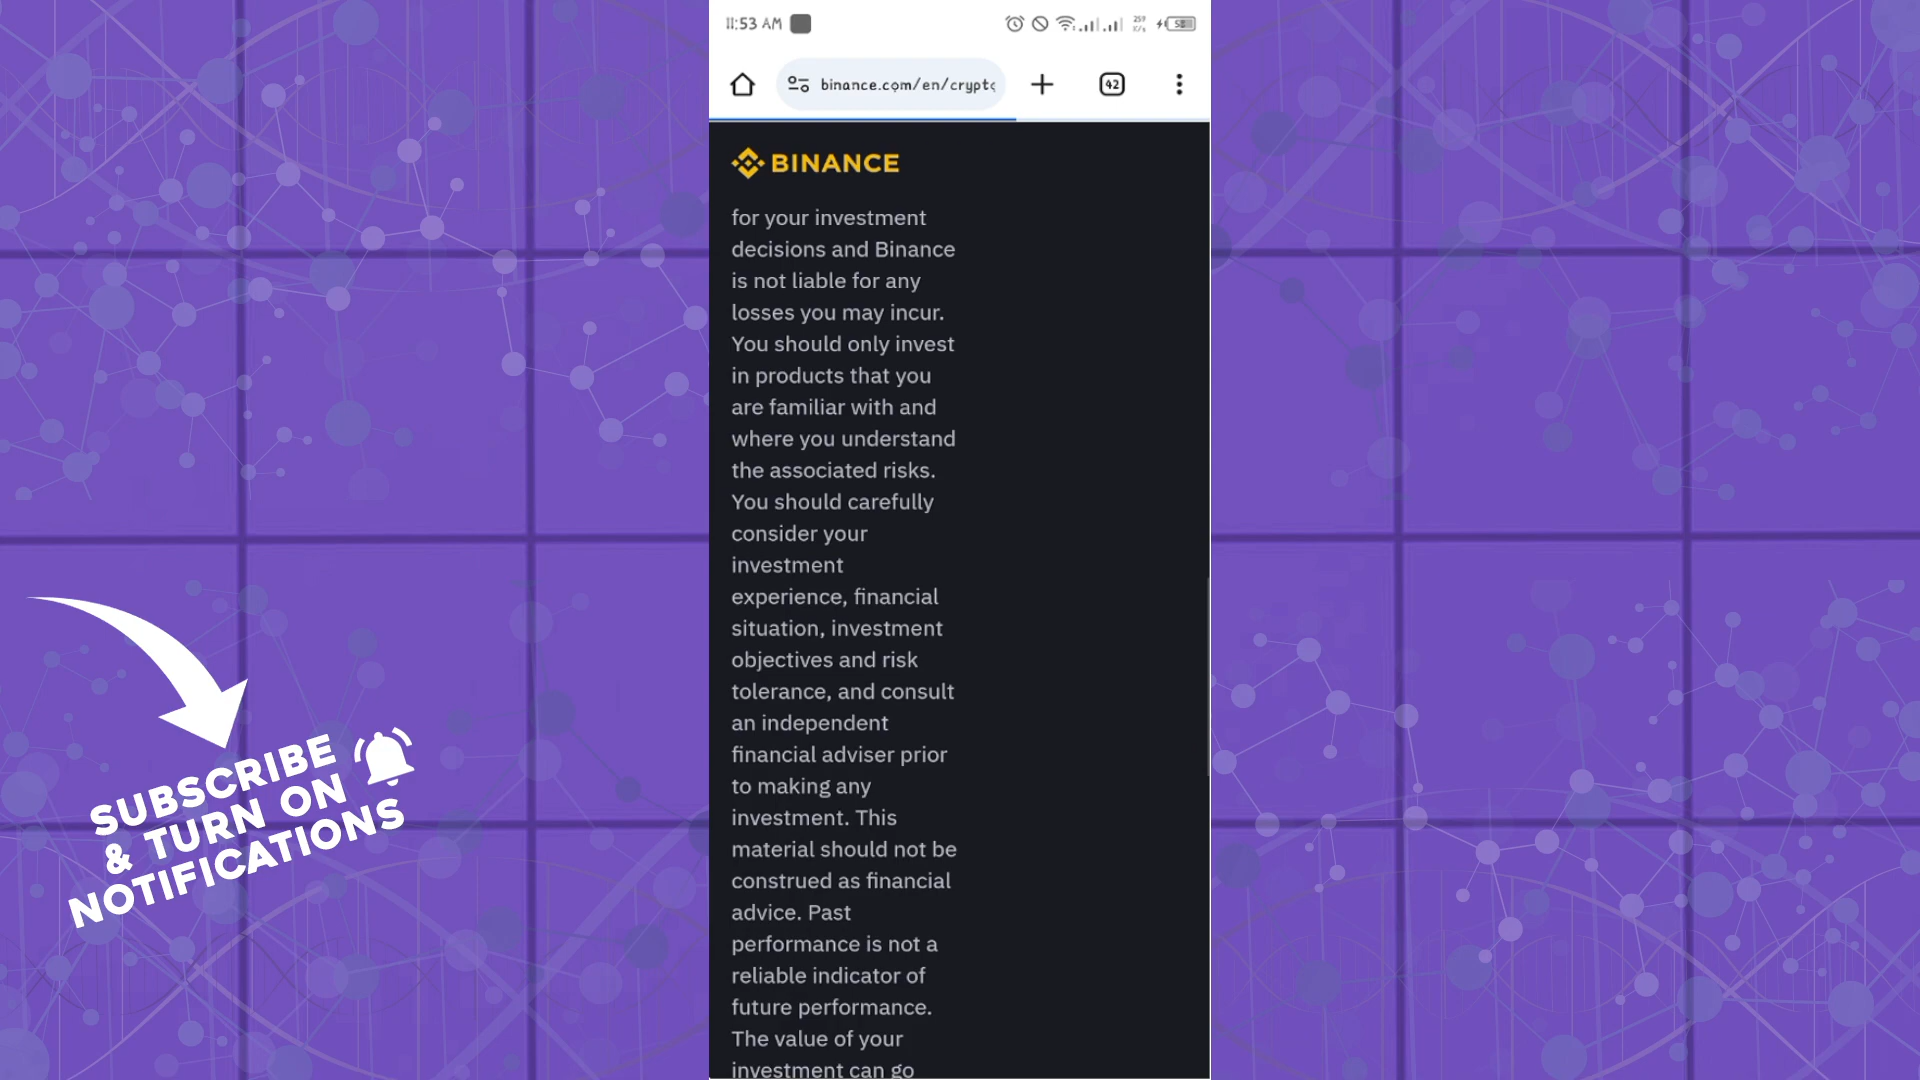 11:53 AM
259
K/s
58
binance.com/en/crypto
42
BINANCE
for your investment
decisions and Binance
is not liable for any
losses you may incur.
You should only invest
in products that you
are familiar with and
where you understand
the associated risks.
You should carefully
consider your
investment
experience, financial
situation, investment
objectives and risk
tolerance, and consult
an independent
financial adviser prior
to making any
investment. This
material should not be
construed as financial
advice. Past
performance is not a
reliable indicator of
future performance.
The value of your
investment can go
SUBSCRIBE
& TURN ON
NOTIFICATIONS